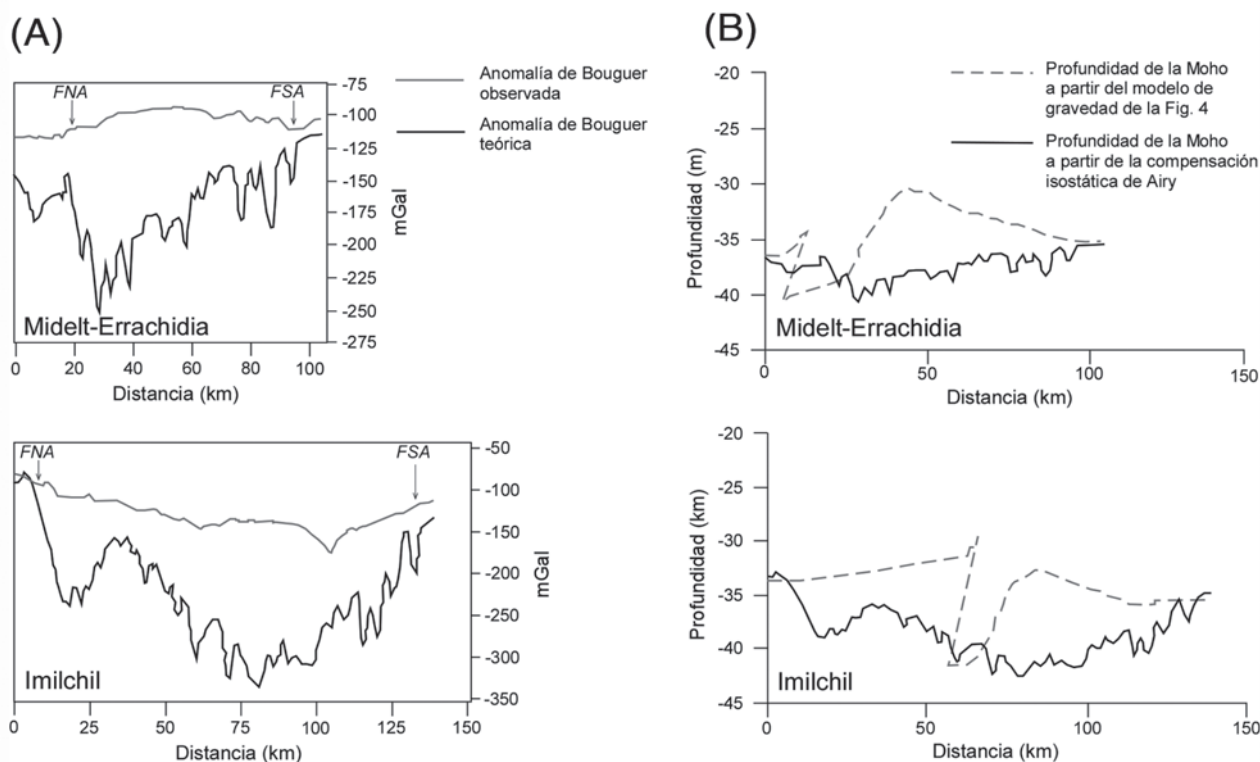 (A)
Anomalía de Bouguer
observada
Anomalía de Bouguer
teórica
FNA
FSA
-75
-100
-125
-150
-175
-200
-225
-250
-275
mGal
Midelt-Errachidia
0
20
40
60
80
100
Distancia (km)
FNA
FSA
-50
-100
-150
-200
-250
-300
-350
mGal
Imilchil
0
25
50
75
100
125
150
Distancia (km)
(B)
Profundidad de la Moho
a partir del modelo de
gravedad de la Fig. 4
Profundidad de la Moho
a partir de la compensación
isostática de Airy
-20
-25
-30
-35
-40
-45
Profundidad (m)
Midelt-Errachidia
0
50
100
150
Distancia (km)
-20
-25
-30
-35
-40
-45
Profundidad (km)
Imilchil
0
50
100
150
Distancia (km)